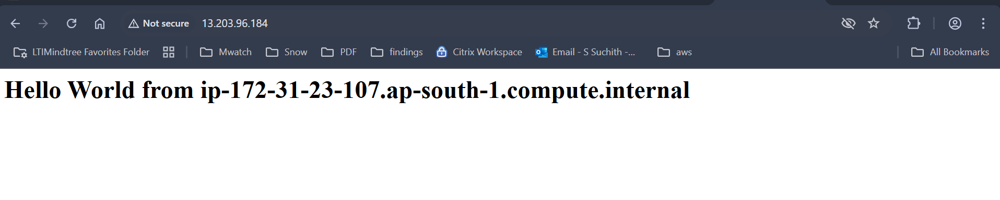 Not secure 13.203.96.184
LTIMindtree Favorites Folder Mwatch Snow PDF findings Citrix Workspace Email - S Suchith -... aws All Bookmarks
Hello World from ip-172-31-23-107.ap-south-1.compute.internal